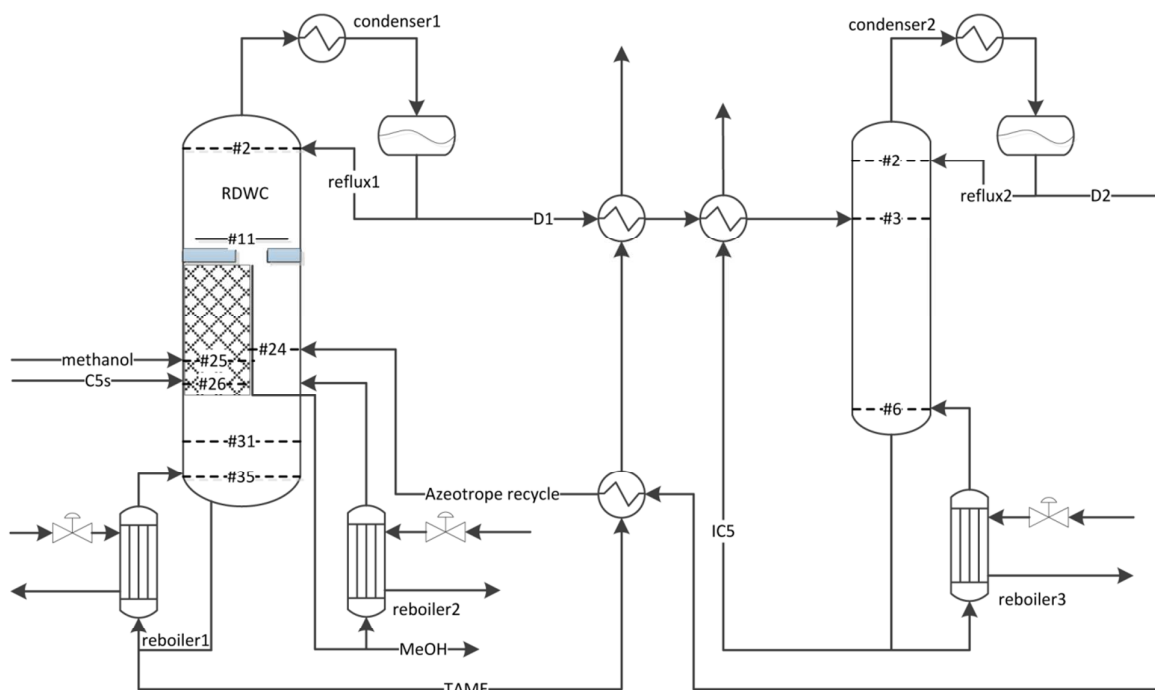 condenser1
condenser2
#2
#2
RDWC
reflux1
reflux2
D2
D1
#3
#11
#24
methanol
#25
C5s
#26
#6
#31
#35
Azeotrope recycle
IC5
reboiler2
reboiler3
reboiler1
MeOH
TAME